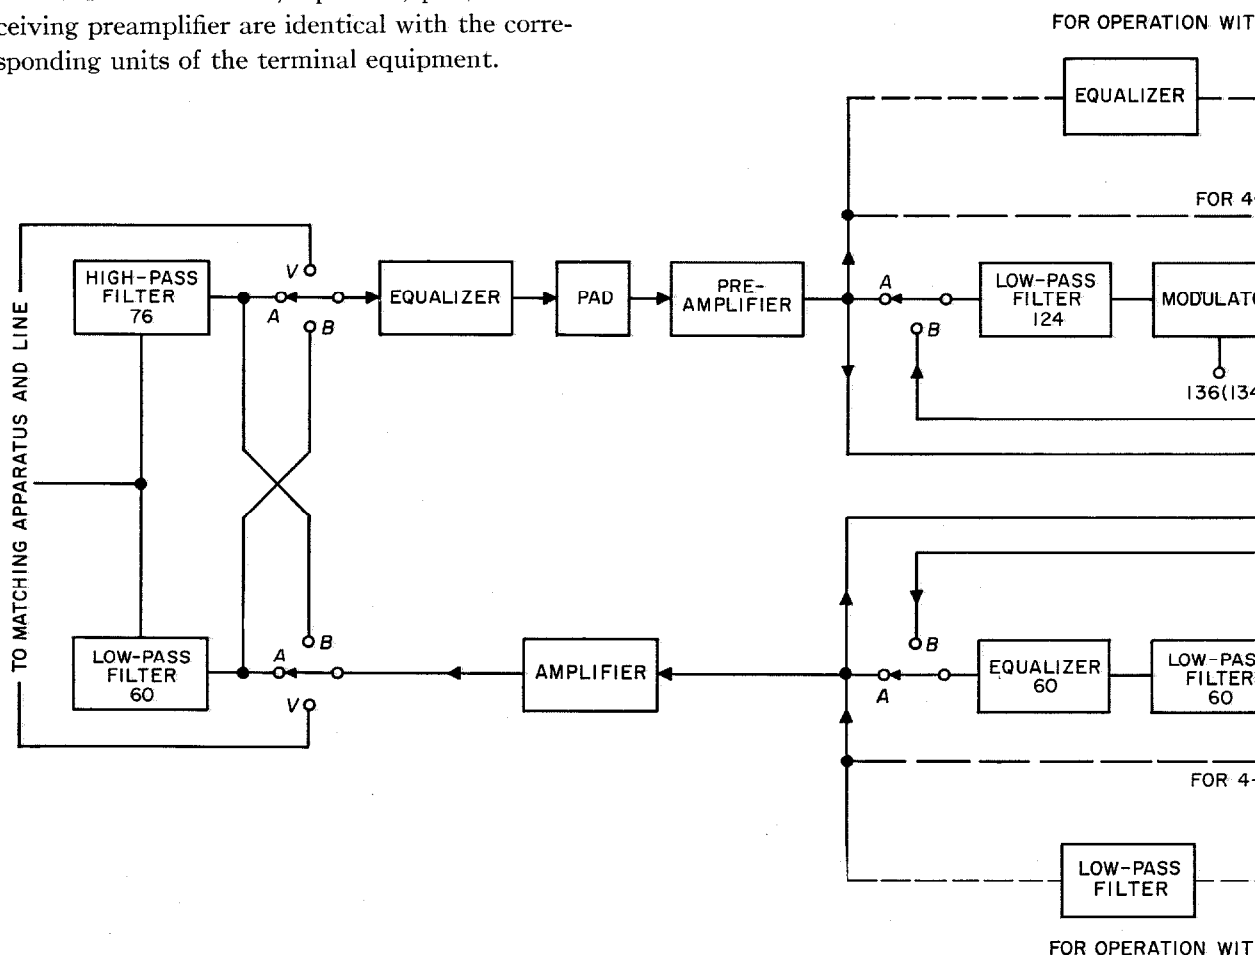 ceiving preamplifier are identical with the corre-
sponding units of the terminal equipment.
FOR OPERATION WIT
EQUALIZER
FOR 4-
TO MATCHING APPARATUS AND LINE
HIGH-PASS
FILTER
76
V
A
B
EQUALIZER
PAD
PRE-
AMPLIFIER
A
B
LOW-PASS
FILTER
124
MODULATO
136(134
LOW-PASS
FILTER
60
A
B
V
AMPLIFIER
B
A
EQUALIZER
60
LOW-PAS
FILTER
60
FOR 4-
LOW-PASS
FILTER
FOR OPERATION WIT